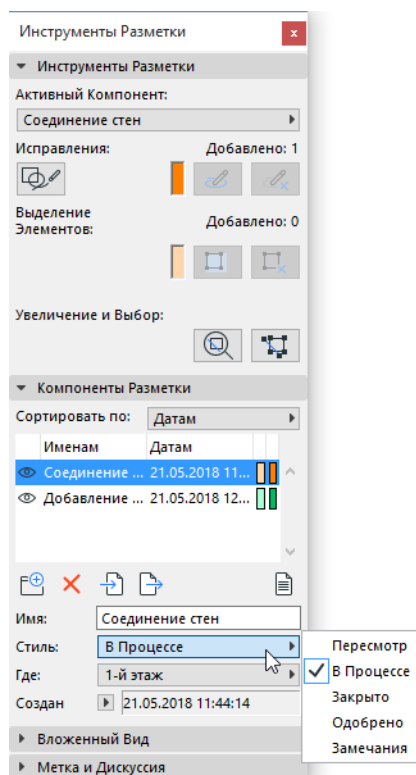 Инструменты Разметки
x
Инструменты Разметки
Активный Компонент:
Соединение стен
Исправления: Добавлено: 1
Выделение
Элементов: Добавлено: 0
Увеличение и Выбор:
Компоненты Разметки
Сортировать по: Датам
Именам Датам
Соединение ... 21.05.2018 11...
Добавление ... 21.05.2018 12...
Имя: Соединение стен
Стиль: В Процессе
Где: 1-й этаж
Создан 21.05.2018 11:44:14
Вложенный Вид
Метка и Дискуссия
Пересмотр
В Процессе
Закрыто
Одобрено
Замечания